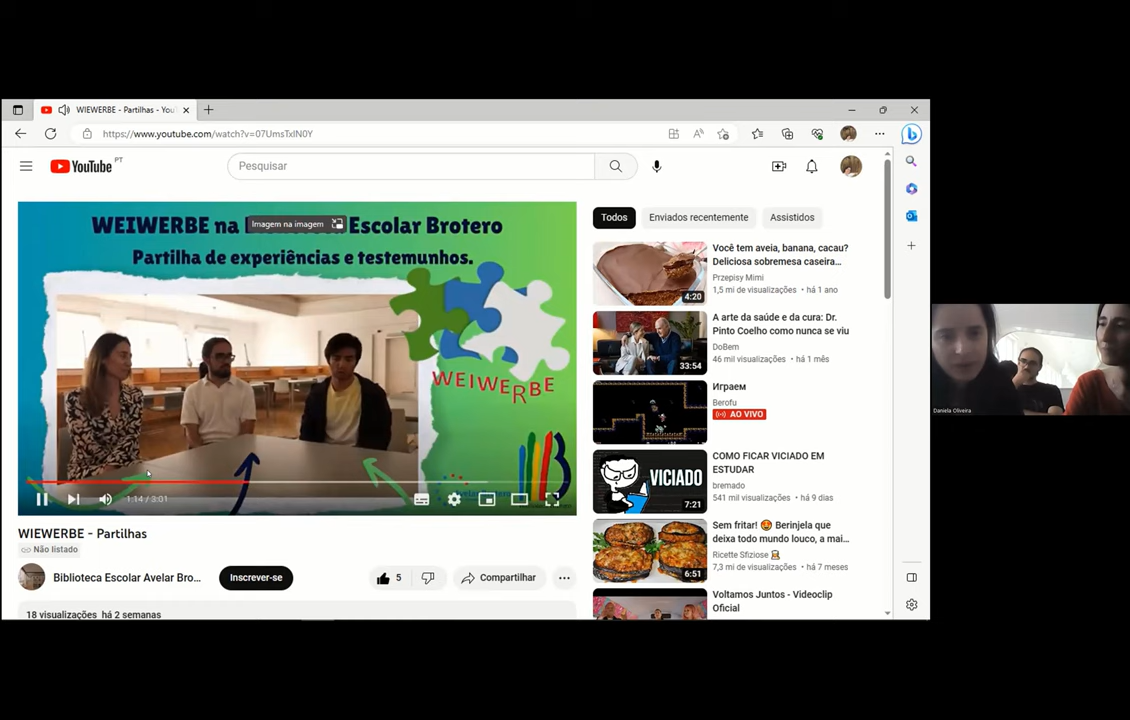 WIEWERBE - Partilhas - You
https://www.youtube.com/watch?v=07UmsTxIN0Y
YouTube PT
Pesquisar
WEIWERBE na Escolar Brotero
Imagem na imagem
Partilha de experiências e testemunhos.
WEIWERBE
1:14 / 3:01
WIEWERBE - Partilhas
Não listado
Biblioteca Escolar Avelar Bro...
Inscrever-se
5
Compartilhar
18 visualizações há 2 semanas
Todos
Enviados recentemente
Assistidos
4:20
Você tem aveia, banana, cacau?
Deliciosa sobremesa caseira...
Przepisy Mimi
1,5 mi de visualizações • há 1 ano
33:54
A arte da saúde e da cura: Dr.
Pinto Coelho como nunca se viu
DoBem
46 mil visualizações • há 1 mês
Играем
Berofu
AO VIVO
VICIADO
7:21
COMO FICAR VICIADO EM
ESTUDAR
bremado
541 mil visualizações • há 9 dias
6:51
Sem fritar! 🤩 Berinjela que
deixa todo mundo louco, a mai...
Ricette Sfiziose
7,3 mi de visualizações • há 7 meses
Voltamos Juntos - Videoclip
Oficial
Daniela Oliveira